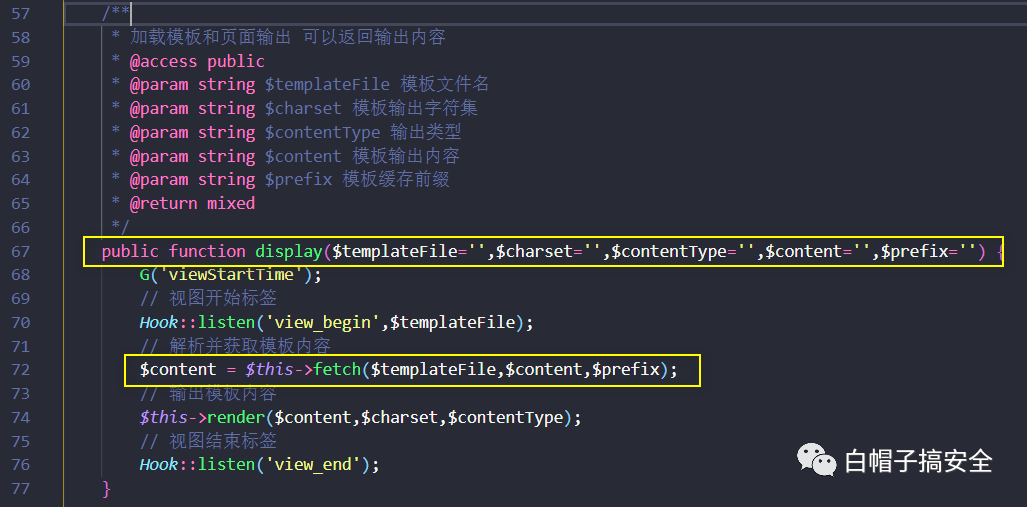 57 /**
58 * 加载模板和页面输出 可以返回输出内容
59 * @access public
60 * @param string $templateFile 模板文件名
61 * @param string $charset 模板输出字符集
62 * @param string $contentType 输出类型
63 * @param string $content 模板输出内容
64 * @param string $prefix 模板缓存前缀
65 * @return mixed
66 */
67 public function display($templateFile='',$charset='',$contentType='',$content='',$prefix='') {
68 G('viewStartTime');
69 // 视图开始标签
70 Hook::listen('view_begin',$templateFile);
71 // 解析并获取模板内容
72 $content = $this->fetch($templateFile,$content,$prefix);
73 // 输出模板内容
74 $this->render($content,$charset,$contentType);
75 // 视图结束标签
76 Hook::listen('view_end');
77 }
白帽子搞安全